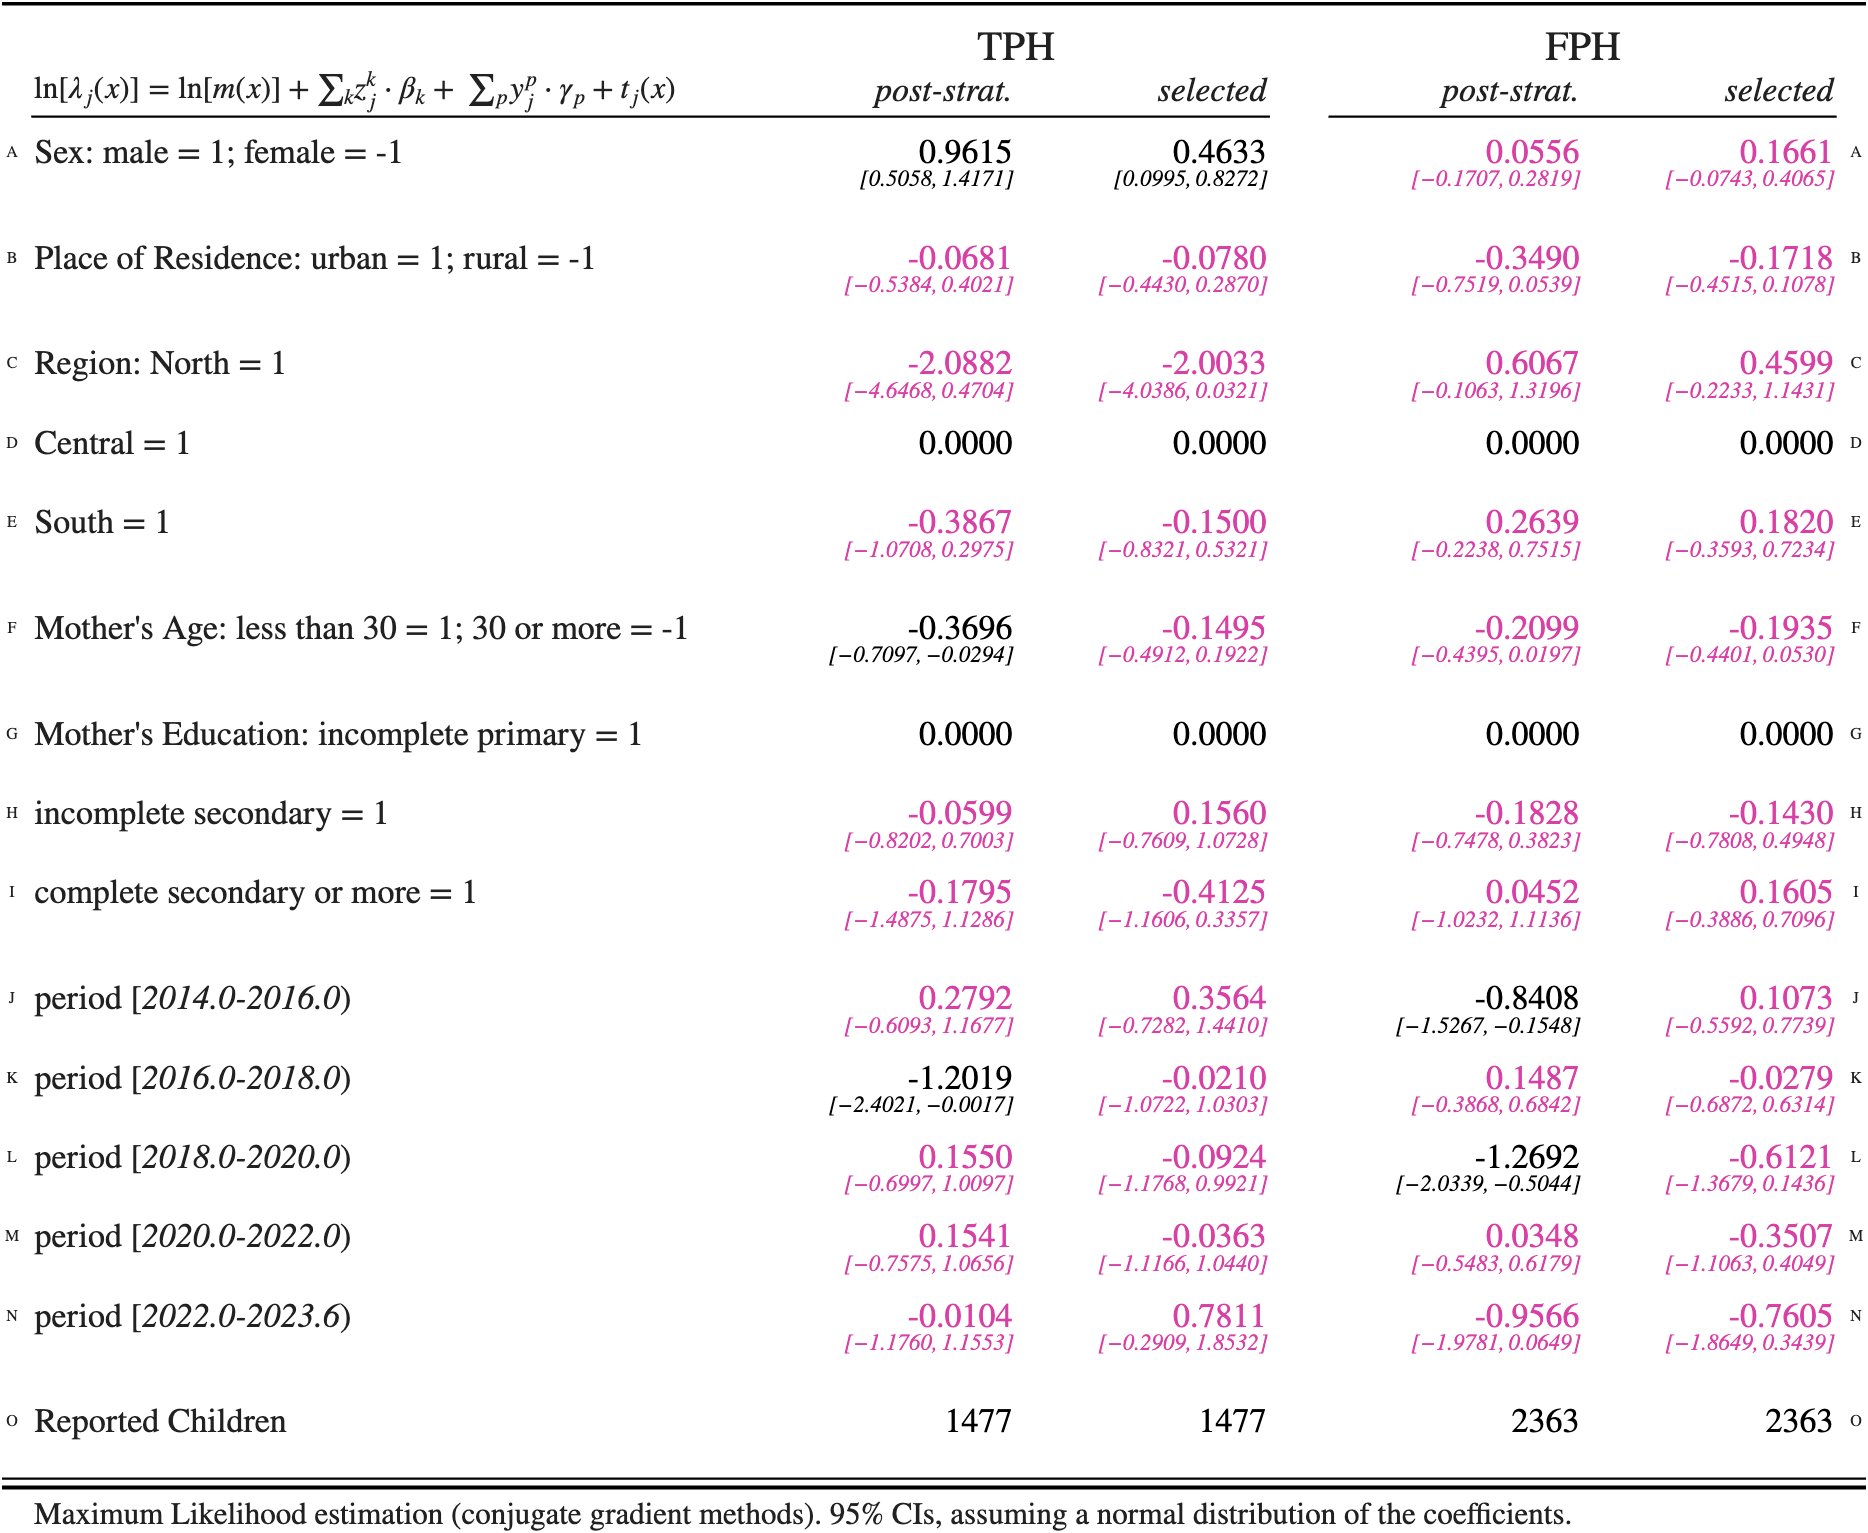 TPH FPH
ln[λj(x)] = ln[m(x)] + ∑ₖzⱼᵏ · βₖ + ∑ₚyⱼᵖ · γₚ + tⱼ(x) post-strat. selected post-strat. selected
A Sex: male = 1; female = -1 0.9615 0.4633 0.0556 0.1661 A
[0.5058, 1.4171] [0.0995, 0.8272] [−0.1707, 0.2819] [−0.0743, 0.4065]
B Place of Residence: urban = 1; rural = -1 -0.0681 -0.0780 -0.3490 -0.1718 B
[−0.5384, 0.4021] [−0.4430, 0.2870] [−0.7519, 0.0539] [−0.4515, 0.1078]
C Region: North = 1 -2.0882 -2.0033 0.6067 0.4599 C
[−4.6468, 0.4704] [−4.0386, 0.0321] [−0.1063, 1.3196] [−0.2233, 1.1431]
D Central = 1 0.0000 0.0000 0.0000 0.0000 D
E South = 1 -0.3867 -0.1500 0.2639 0.1820 E
[−1.0708, 0.2975] [−0.8321, 0.5321] [−0.2238, 0.7515] [−0.3593, 0.7234]
F Mother's Age: less than 30 = 1; 30 or more = -1 -0.3696 -0.1495 -0.2099 -0.1935 F
[−0.7097, −0.0294] [−0.4912, 0.1922] [−0.4395, 0.0197] [−0.4401, 0.0530]
G Mother's Education: incomplete primary = 1 0.0000 0.0000 0.0000 0.0000 G
H incomplete secondary = 1 -0.0599 0.1560 -0.1828 -0.1430 H
[−0.8202, 0.7003] [−0.7609, 1.0728] [−0.7478, 0.3823] [−0.7808, 0.4948]
I complete secondary or more = 1 -0.1795 -0.4125 0.0452 0.1605 I
[−1.4875, 1.1286] [−1.1606, 0.3357] [−1.0232, 1.1136] [−0.3886, 0.7096]
J period [2014.0-2016.0) 0.2792 0.3564 -0.8408 0.1073 J
[−0.6093, 1.1677] [−0.7282, 1.4410] [−1.5267, −0.1548] [−0.5592, 0.7739]
K period [2016.0-2018.0) -1.2019 -0.0210 0.1487 -0.0279 K
[−2.4021, −0.0017] [−1.0722, 1.0303] [−0.3868, 0.6842] [−0.6872, 0.6314]
L period [2018.0-2020.0) 0.1550 -0.0924 -1.2692 -0.6121 L
[−0.6997, 1.0097] [−1.1768, 0.9921] [−2.0339, −0.5044] [−1.3679, 0.1436]
M period [2020.0-2022.0) 0.1541 -0.0363 0.0348 -0.3507 M
[−0.7575, 1.0656] [−1.1166, 1.0440] [−0.5483, 0.6179] [−1.1063, 0.4049]
N period [2022.0-2023.6) -0.0104 0.7811 -0.9566 -0.7605 N
[−1.1760, 1.1553] [−0.2909, 1.8532] [−1.9781, 0.0649] [−1.8649, 0.3439]
O Reported Children 1477 1477 2363 2363 O
Maximum Likelihood estimation (conjugate gradient methods). 95% CIs, assuming a normal distribution of the coefficients.